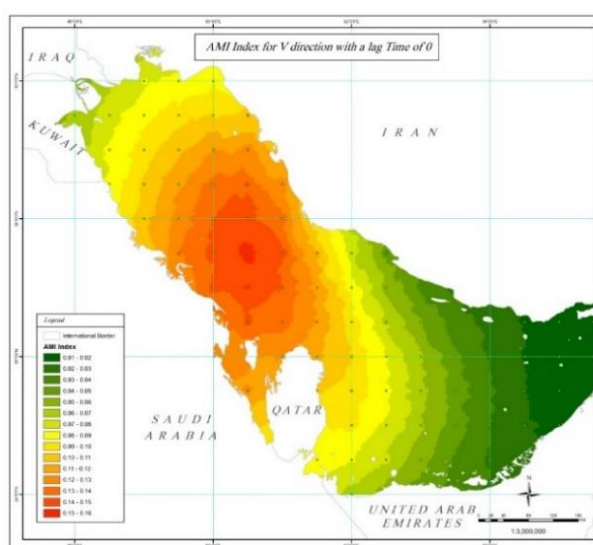 AMI Index for V direction with a lag Time of 0
IRAQ
KUWAIT
IRAN
Legend
International Border
AMI Index
0.01 - 0.02
0.02 - 0.03
0.03 - 0.04
0.04 - 0.05
0.05 - 0.06
0.06 - 0.07
0.07 - 0.08
0.08 - 0.09
0.09 - 0.10
0.10 - 0.11
0.11 - 0.12
0.12 - 0.13
0.13 - 0.14
0.14 - 0.15
0.15 - 0.16
SAUDI
ARABIA
QATAR
UNITED ARAB
EMIRATES
N
1:3,000,000